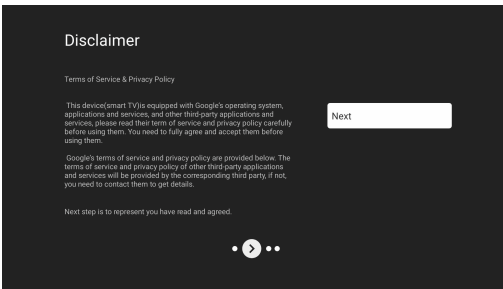 Disclaimer
Terms of Service & Privacy Policy
This device(smart TV)is equipped with Google's operating system,
applications and services, and other third-party applications and
services, please read their term of service and privacy policy carefully
before using them. You need to fully agree and accept them before
using them.
Google's terms of service and privacy policy are provided below. The
terms of service and privacy policy of other third-party applications
and services will be provided by the corresponding third party, if not,
you need to contact them to get details.
Next step is to represent you have read and agreed.
Next